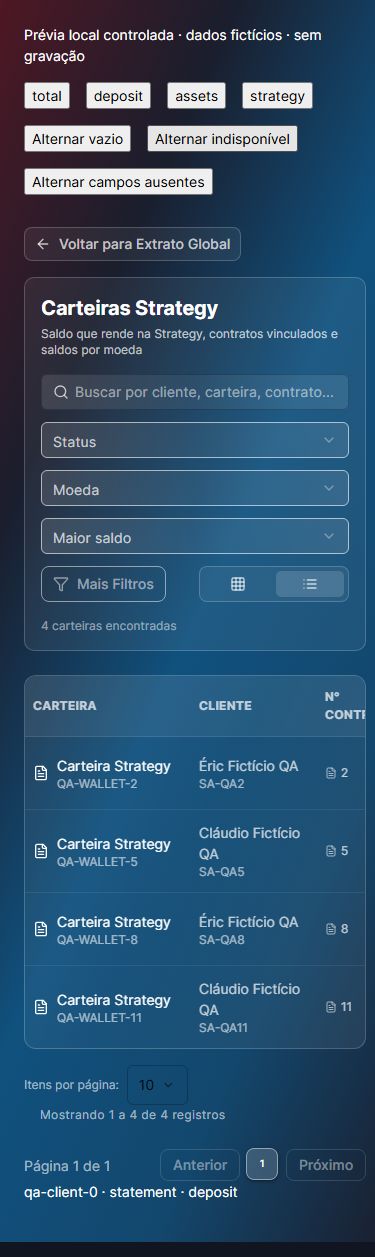 Prévia local controlada · dados fictícios · sem
gravação
total deposit assets strategy
Alternar vazio Alternar indisponível
Alternar campos ausentes
Voltar para Extrato Global
Carteiras Strategy
Saldo que rende na Strategy, contratos vinculados e
saldos por moeda
Buscar por cliente, carteira, contrato...
Status
Moeda
Maior saldo
Mais Filtros
4 carteiras encontradas
CARTEIRA CLIENTE Nº
CONTR
Carteira Strategy Éric Fictício QA 2
QA-WALLET-2 SA-QA2
Carteira Strategy Cláudio Fictício QA 5
QA-WALLET-5 SA-QA5
Carteira Strategy Éric Fictício QA 8
QA-WALLET-8 SA-QA8
Carteira Strategy Cláudio Fictício QA 11
QA-WALLET-11 SA-QA11
Itens por página: 10
Mostrando 1 a 4 de 4 registros
Página 1 de 1 Anterior 1 Próximo
qa-client-0 · statement · deposit